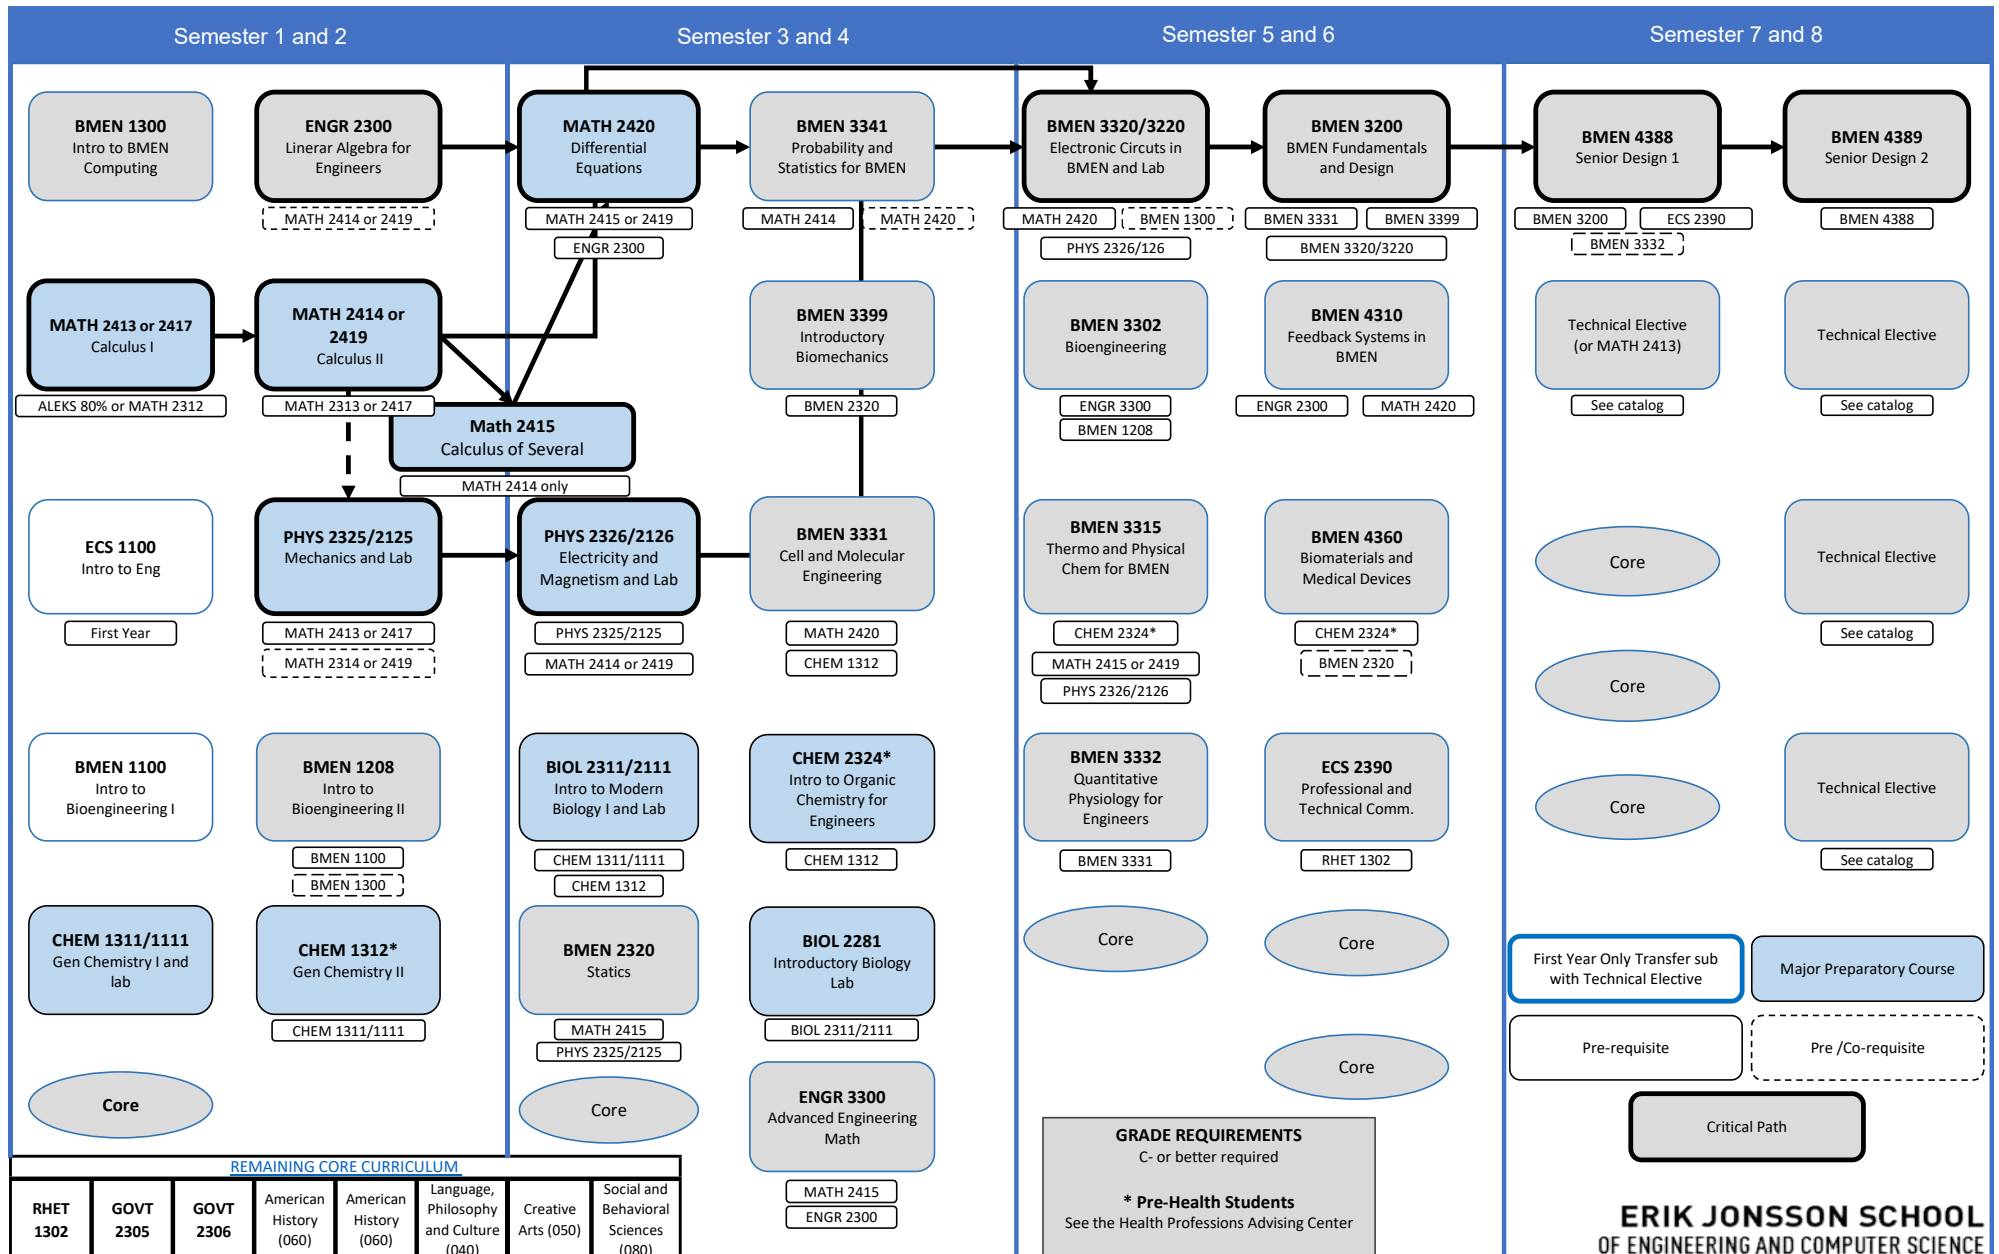 Semester 1 and 2
Semester 3 and 4
Semester 5 and 6
Semester 7 and 8
BMEN 1300
Intro to BMEN
Computing
ENGR 2300
Linerar Algebra for
Engineers
MATH 2414 or 2419
MATH 2420
Differential
Equations
MATH 2415 or 2419
ENGR 2300
BMEN 3341
Probability and
Statistics for BMEN
MATH 2414
MATH 2420
BMEN 3320/3220
Electronic Circuts in
BMEN and Lab
MATH 2420
BMEN 1300
PHYS 2326/126
BMEN 3200
BMEN Fundamentals
and Design
BMEN 3331
BMEN 3399
BMEN 3320/3220
BMEN 4388
Senior Design 1
BMEN 3200
ECS 2390
BMEN 3332
BMEN 4389
Senior Design 2
BMEN 4388
MATH 2413 or 2417
Calculus I
ALEKS 80% or MATH 2312
MATH 2414 or
2419
Calculus II
MATH 2313 or 2417
Math 2415
Calculus of Several
MATH 2414 only
BMEN 3399
Introductory
Biomechanics
BMEN 2320
BMEN 3302
Bioengineering
ENGR 3300
BMEN 1208
BMEN 4310
Feedback Systems in
BMEN
ENGR 2300
MATH 2420
Technical Elective
(or MATH 2413)
See catalog
Technical Elective
See catalog
ECS 1100
Intro to Eng
First Year
PHYS 2325/2125
Mechanics and Lab
MATH 2413 or 2417
MATH 2314 or 2419
PHYS 2326/2126
Electricity and
Magnetism and Lab
PHYS 2325/2125
MATH 2414 or 2419
BMEN 3331
Cell and Molecular
Engineering
MATH 2420
CHEM 1312
BMEN 3315
Thermo and Physical
Chem for BMEN
CHEM 2324*
MATH 2415 or 2419
PHYS 2326/2126
BMEN 4360
Biomaterials and
Medical Devices
CHEM 2324*
BMEN 2320
Core
Technical Elective
See catalog
Core
BMEN 1100
Intro to
Bioengineering I
BMEN 1208
Intro to
Bioengineering II
BMEN 1100
BMEN 1300
BIOL 2311/2111
Intro to Modern
Biology I and Lab
CHEM 1311/1111
CHEM 1312
CHEM 2324*
Intro to Organic
Chemistry for
Engineers
CHEM 1312
BMEN 3332
Quantitative
Physiology for
Engineers
BMEN 3331
ECS 2390
Professional and
Technical Comm.
RHET 1302
Core
Technical Elective
See catalog
CHEM 1311/1111
Gen Chemistry I and
lab
CHEM 1312*
Gen Chemistry II
CHEM 1311/1111
BMEN 2320
Statics
MATH 2415
PHYS 2325/2125
BIOL 2281
Introductory Biology
Lab
BIOL 2311/2111
Core
Core
First Year Only Transfer sub
with Technical Elective
Major Preparatory Course
Pre-requisite
Pre /Co-requisite
Critical Path
Core
Core
ENGR 3300
Advanced Engineering
Math
MATH 2415
ENGR 2300
Core
GRADE REQUIREMENTS
C- or better required
* Pre-Health Students
See the Health Professions Advising Center
REMAINING CORE CURRICULUM
RHET
1302
GOVT
2305
GOVT
2306
American
History
(060)
American
History
(060)
Language,
Philosophy
and Culture
(040)
Creative
Arts (050)
Social and
Behavioral
Sciences
(080)
ERIK JONSSON SCHOOL
OF ENGINEERING AND COMPUTER SCIENCE